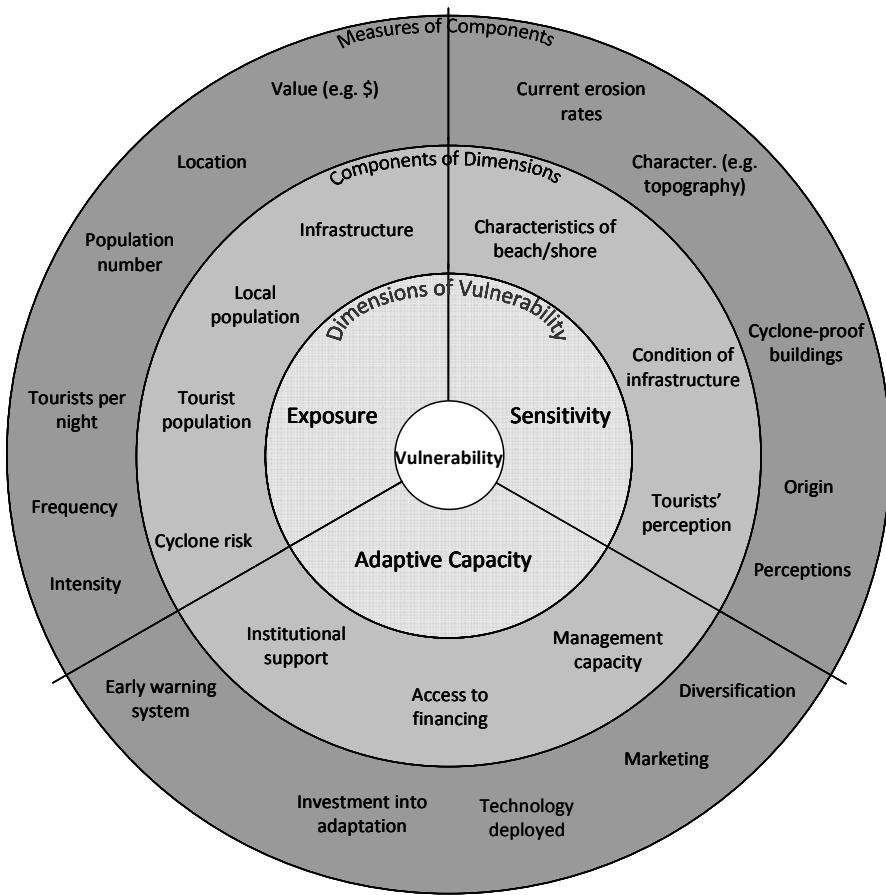 Measures of Components
Value (e.g. $)
Current erosion
rates
Location
Character. (e.g.
topography)
Components of Dimensions
Infrastructure
Characteristics of
beach/shore
Population
number
Local
population
Dimensions of Vulnerability
Cyclone-proof
buildings
Condition of
infrastructure
Tourists per
night
Tourist
population
Exposure
Sensitivity
Vulnerability
Origin
Frequency
Tourists’
perception
Cyclone risk
Adaptive Capacity
Intensity
Perceptions
Institutional
support
Management
capacity
Early warning
system
Access to
financing
Diversification
Marketing
Investment into
adaptation
Technology
deployed